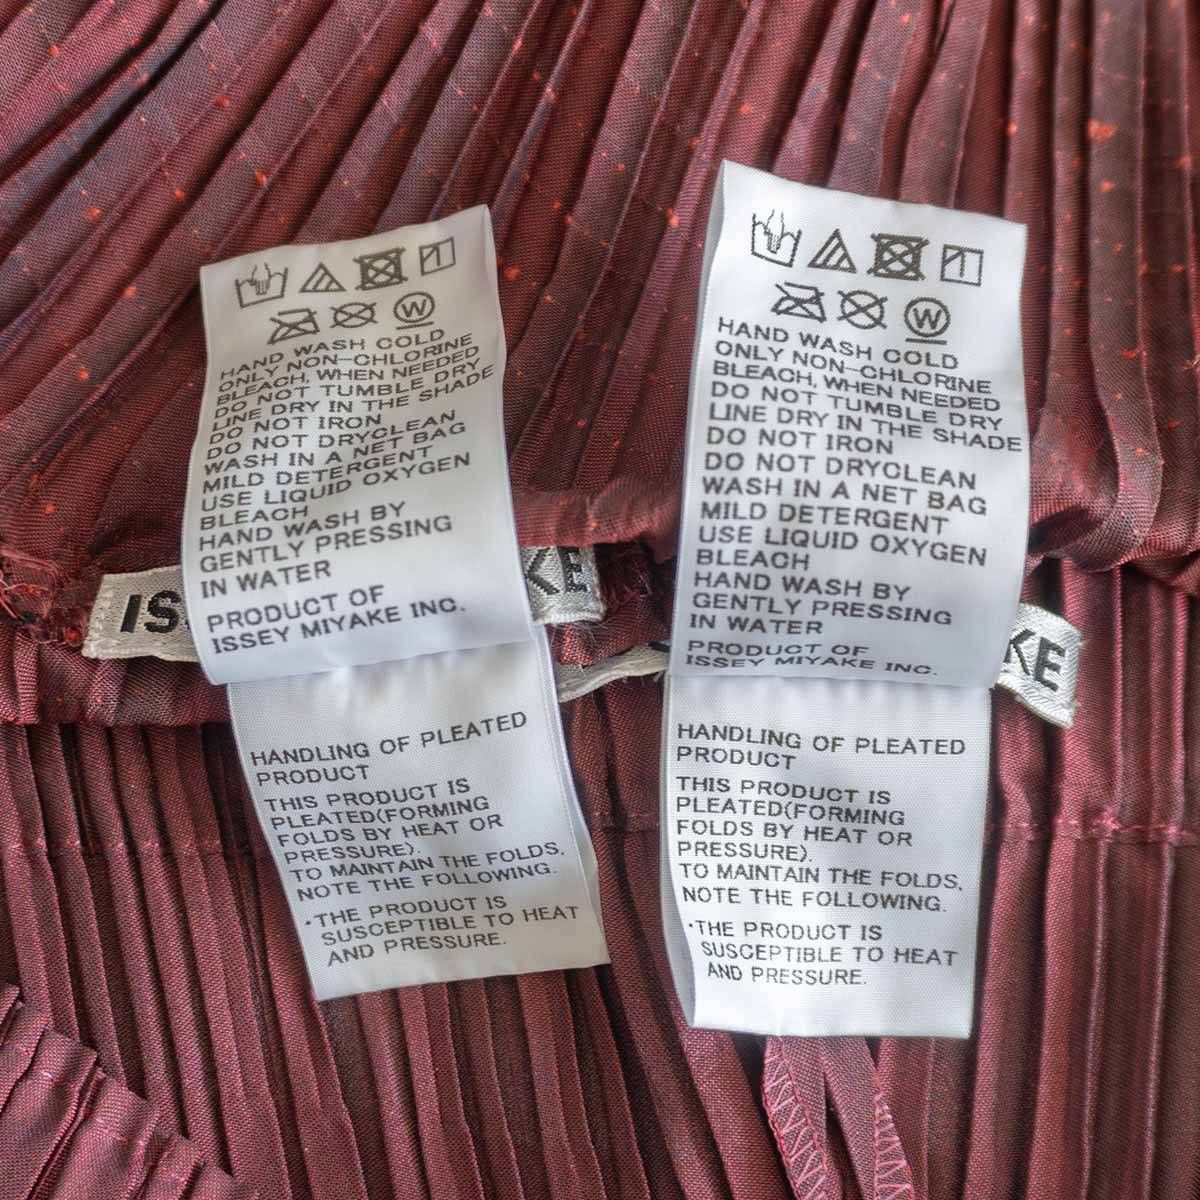 HAND WASH COLD
ONLY NON-CHLORINE
BLEACH, WHEN NEEDED
DO NOT TUMBLE DRY
LINE DRY IN THE SHADE
DO NOT IRON
DO NOT DRYCLEAN
WASH IN A NET BAG
MILD DETERGENT
USE LIQUID OXYGEN
BLEACH
HAND WASH BY
GENTLY PRESSING
IN WATER
PRODUCT OF
ISSEY MIYAKE INC.
IS
KE
HANDLING OF PLEATED
PRODUCT
THIS PRODUCT IS
PLEATED(FORMING
FOLDS BY HEAT OR
PRESSURE).
TO MAINTAIN THE FOLDS,
NOTE THE FOLLOWING.
·THE PRODUCT IS
SUSCEPTIBLE TO HEAT
AND PRESSURE.
W
HAND WASH COLD
ONLY NON-CHLORINE
BLEACH, WHEN NEEDED
DO NOT TUMBLE DRY
LINE DRY IN THE SHADE
DO NOT IRON
DO NOT DRYCLEAN
WASH IN A NET BAG
MILD DETERGENT
USE LIQUID OXYGEN
BLEACH
HAND WASH BY
GENTLY PRESSING
IN WATER
PRODUCT OF
ISSEY MIYAKE INC.
KE
HANDLING OF PLEATED
PRODUCT
THIS PRODUCT IS
PLEATED(FORMING
FOLDS BY HEAT OR
PRESSURE).
TO MAINTAIN THE FOLDS,
NOTE THE FOLLOWING.
·THE PRODUCT IS
SUSCEPTIBLE TO HEAT
AND PRESSURE.
W